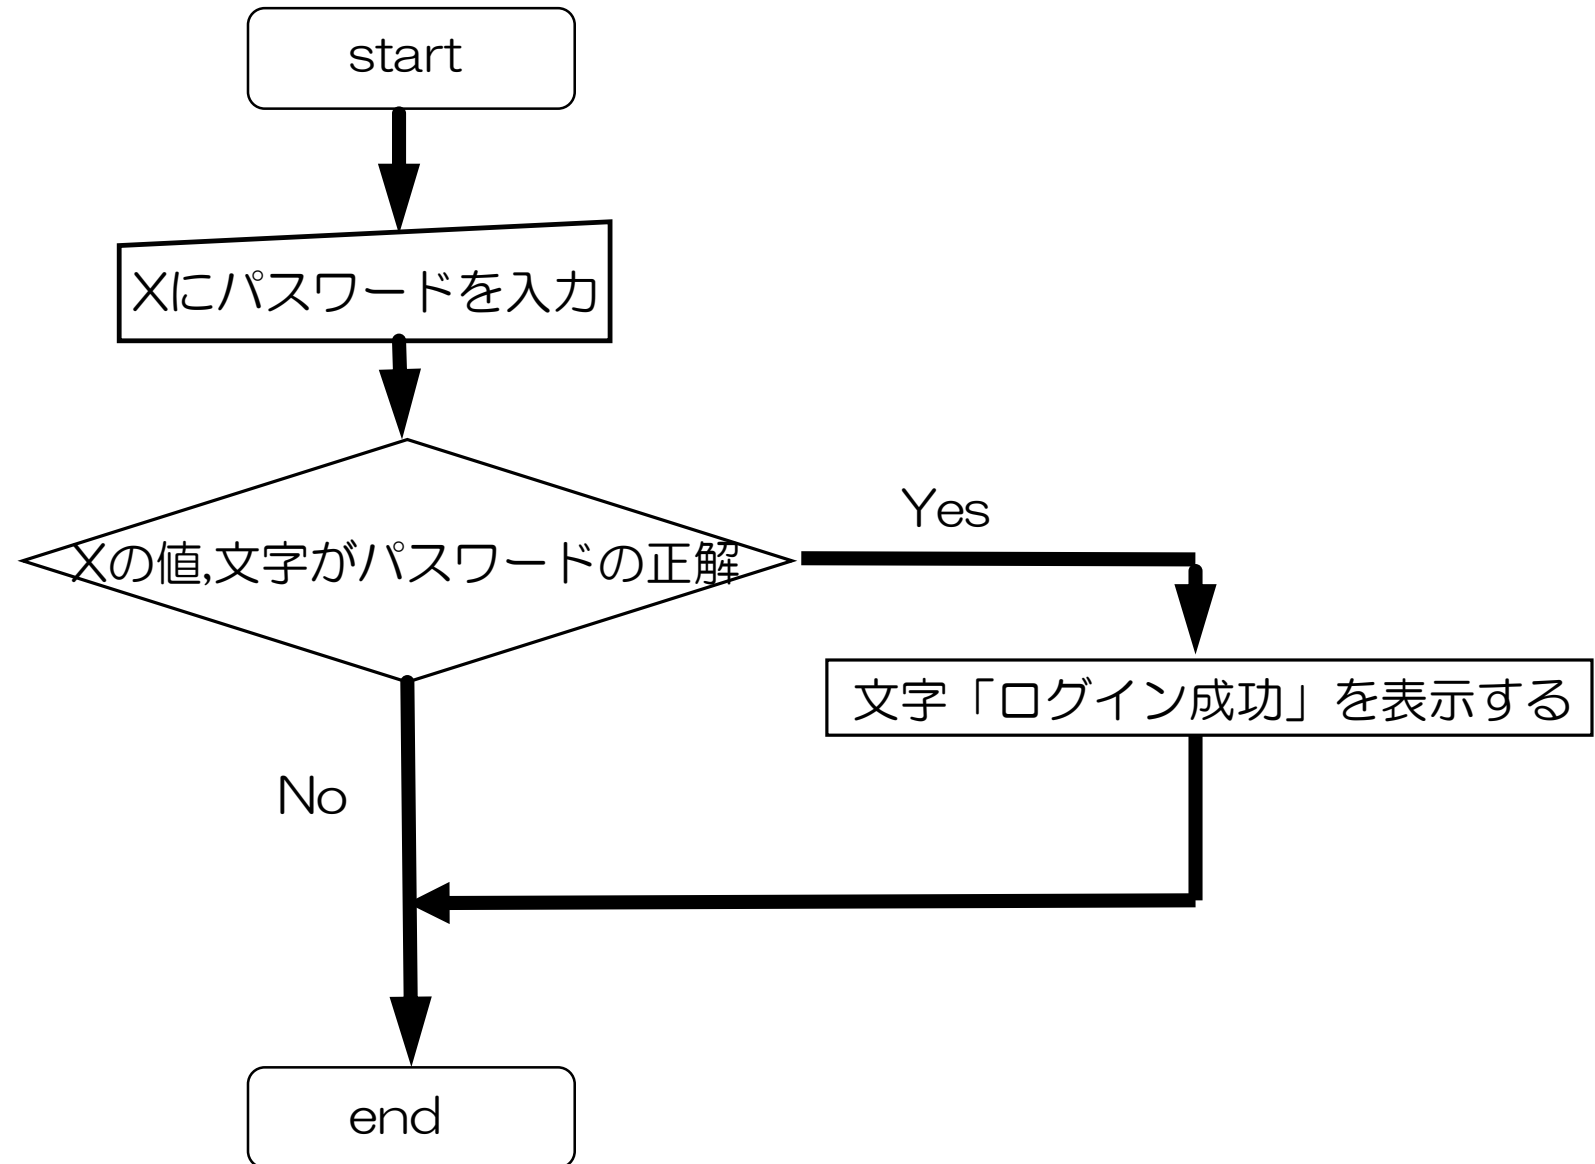 start
Xにパスワードを入力
Yes
Xの値,文字がパスワードの正解
文字「ログイン成功」を表示する
No
end